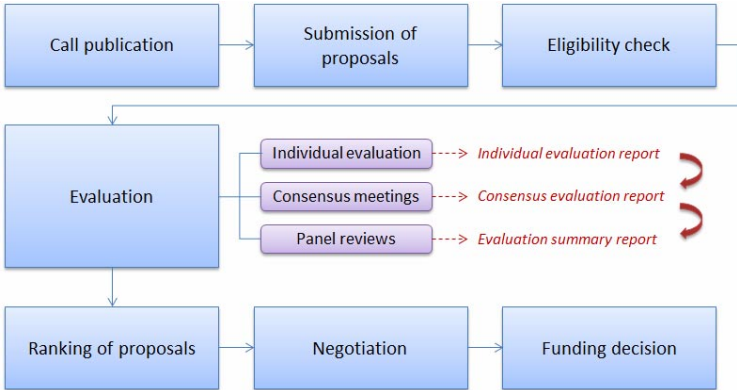 Call publication
Submission of
proposals
Eligibility check
Evaluation
Individual evaluation
Individual evaluation report
Consensus meetings
Consensus evaluation report
Panel reviews
Evaluation summary report
Ranking of proposals
Negotiation
Funding decision